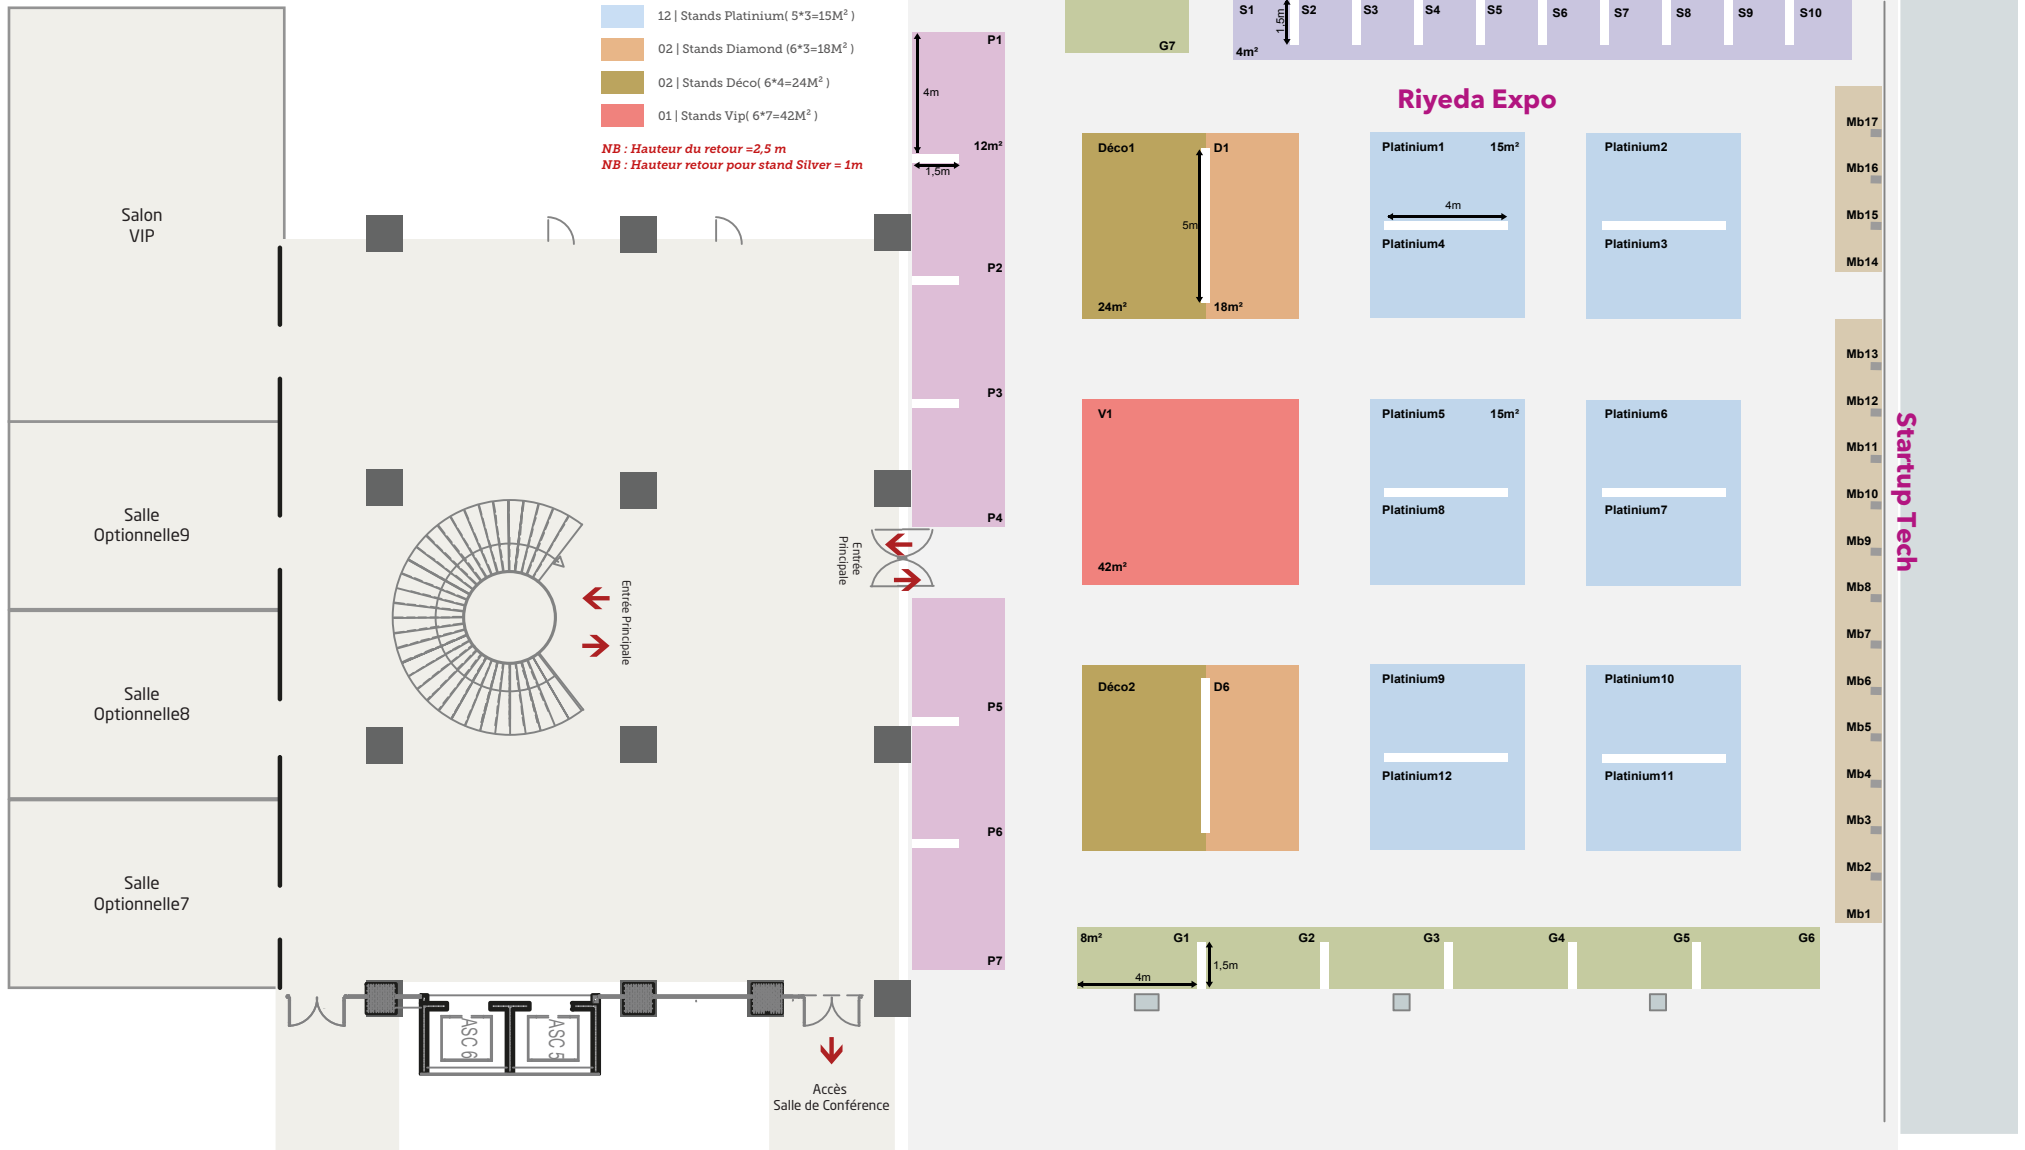 12 | Stands Platinium( 5*3=15M² )
02 | Stands Diamond (6*3=18M² )
02 | Stands Déco( 6*4=24M² )
01 | Stands Vip( 6*7=42M² )
NB : Hauteur du retour =2,5 m
NB : Hauteur retour pour stand Silver = 1m
Salon
VIP
Salle
Optionnelle9
Salle
Optionnelle8
Salle
Optionnelle7
Entrée Principale
Entrée
Principale
ASC 6
ASC 5
Accès
Salle de Conférence
P1
4m
12m²
1,5m
P2
P3
P4
P5
P6
P7
G7
S1
S2
S3
S4
S5
S6
S7
S8
S9
S10
1,5m
4m²
Riyeda Expo
Déco1
D1
5m
24m²
18m²
Platinium1
15m²
4m
Platinium4
Platinium2
Platinium3
V1
42m²
Platinium5
15m²
Platinium8
Platinium6
Platinium7
Déco2
D6
Platinium9
Platinium12
Platinium10
Platinium11
8m²
G1
G2
G3
G4
G5
G6
4m
1,5m
Mb17
Mb16
Mb15
Mb14
Mb13
Mb12
Mb11
Mb10
Mb9
Mb8
Mb7
Mb6
Mb5
Mb4
Mb3
Mb2
Mb1
Startup Tech